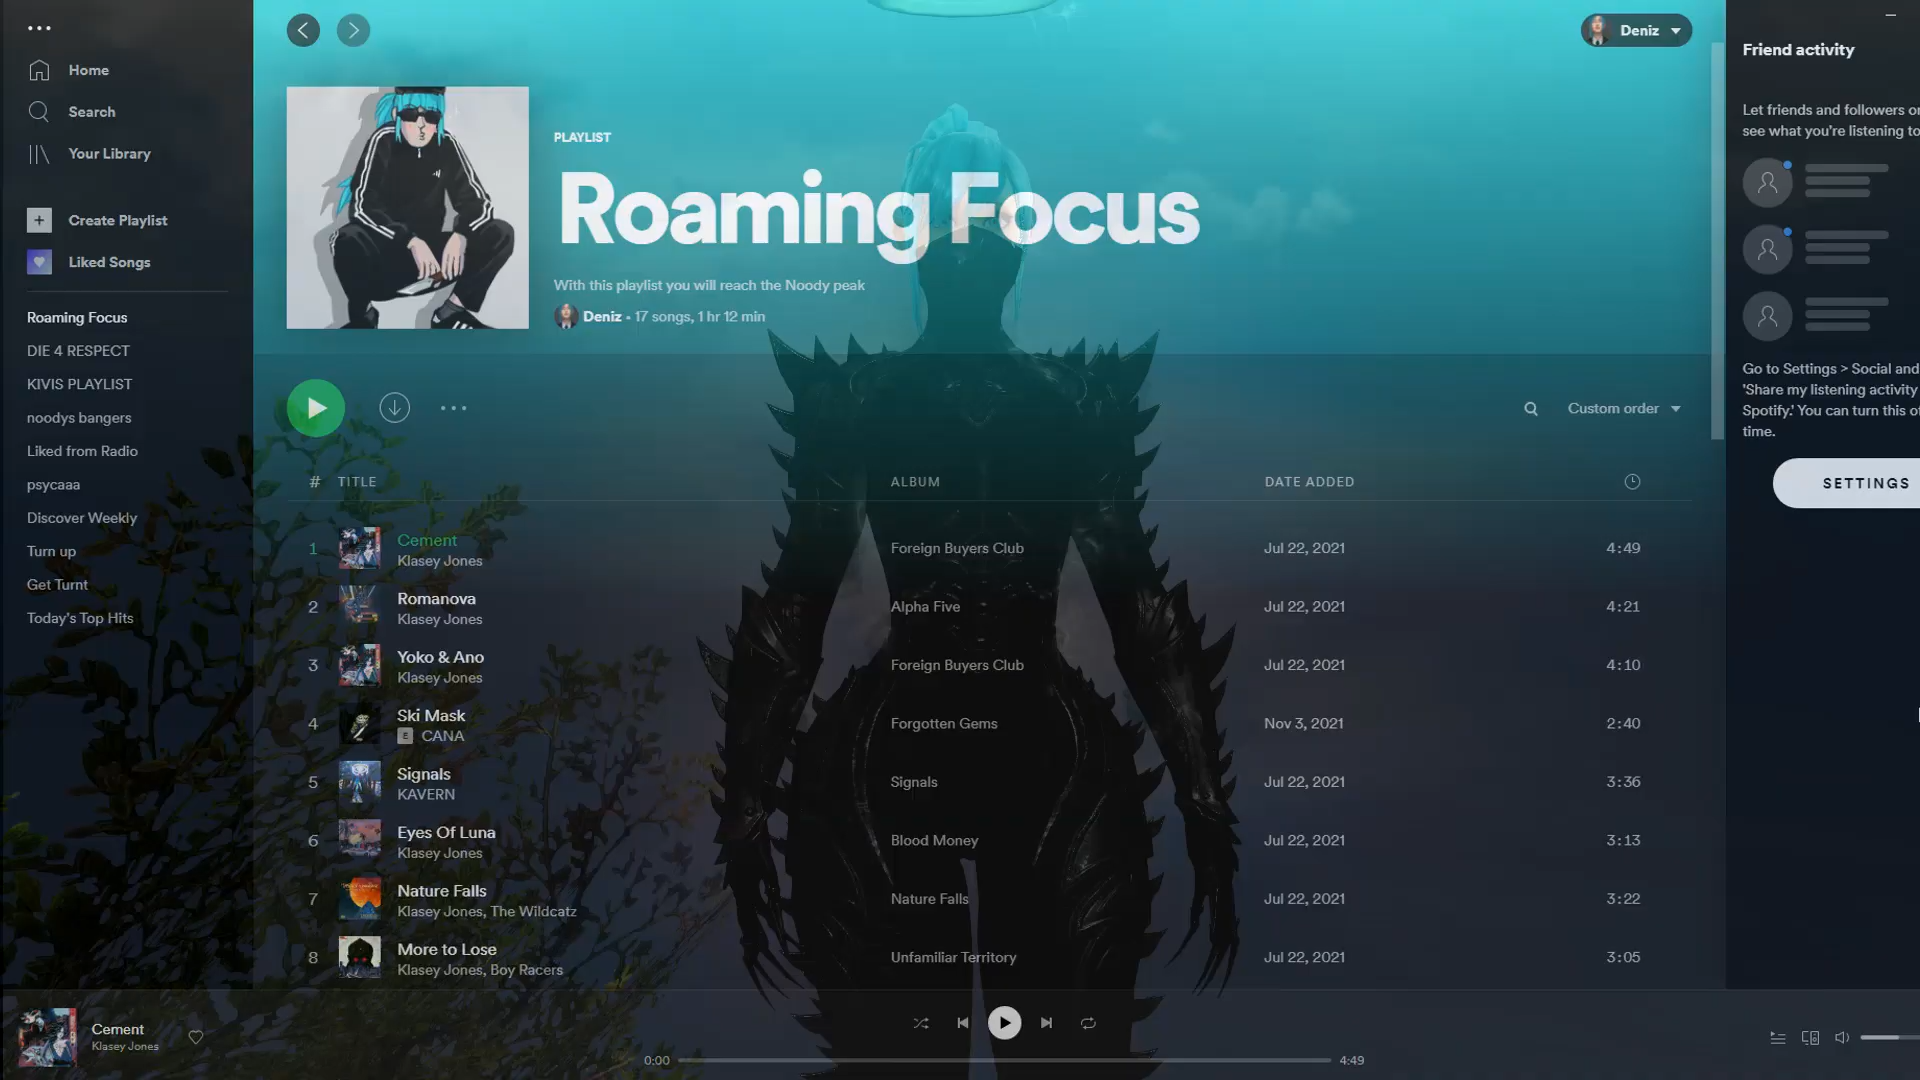 Home
Search
Your Library
Create Playlist
Liked Songs
Roaming Focus
DIE 4 RESPECT
KIVIS PLAYLIST
noodys bangers
Liked from Radio
psycaaa
Discover Weekly
Turn up
Get Turnt
Today's Top Hits
Deniz
PLAYLIST
Roaming Focus
With this playlist you will reach the Noody peak
Deniz • 17 songs, 1 hr 12 min
Custom order
# TITLE ALBUM DATE ADDED
1 Cement Foreign Buyers Club Jul 22, 2021 4:49
Klasey Jones
2 Romanova Alpha Five Jul 22, 2021 4:21
Klasey Jones
3 Yoko & Ano Foreign Buyers Club Jul 22, 2021 4:10
Klasey Jones
4 Ski Mask Forgotten Gems Nov 3, 2021 2:40
E CANA
5 Signals Signals Jul 22, 2021 3:36
KAVERN
6 Eyes Of Luna Blood Money Jul 22, 2021 3:13
Klasey Jones
7 Nature Falls Nature Falls Jul 22, 2021 3:22
Klasey Jones, The Wildcatz
8 More to Lose Unfamiliar Territory Jul 22, 2021 3:05
Klasey Jones, Boy Racers
Friend activity
Let friends and followers
see what you're listening to
Go to Settings > Social and
'Share my listening activity
Spotify.' You can turn this
time.
SETTINGS
Cement
Klasey Jones
0:00 4:49